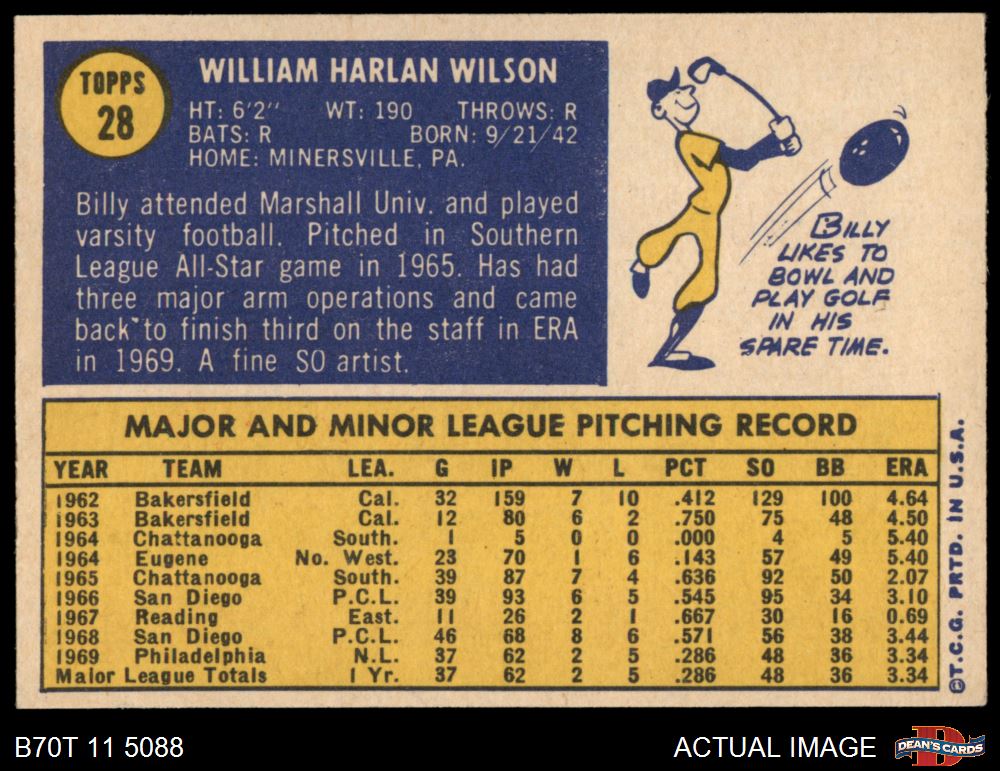 TOPPS
28
WILLIAM HARLAN WILSON
HT: 6'2" WT: 190 THROWS: R
BATS: R BORN: 9/21/42
HOME: MINERSVILLE, PA.
Billy attended Marshall Univ. and played
varsity football. Pitched in Southern
League All-Star game in 1965. Has had
three major arm operations and came
back to finish third on the staff in ERA
in 1969. A fine SO artist.
BILLY
LIKES TO
BOWL AND
PLAY GOLF
IN HIS
SPARE TIME.
MAJOR AND MINOR LEAGUE PITCHING RECORD
YEAR TEAM LEA. G IP W L PCT SO BB ERA
1962 Bakersfield Cal. 32 159 7 10 .412 129 100 4.64
1963 Bakersfield Cal. 12 80 6 2 .750 75 48 4.50
1964 Chattanooga South. 1 5 0 0 .000 4 5 5.40
1964 Eugene No. West. 23 70 1 6 .143 57 49 5.40
1965 Chattanooga South. 39 87 7 4 .636 92 50 2.07
1966 San Diego P.C.L. 39 93 6 5 .545 95 34 3.10
1967 Reading East. 11 26 2 1 .667 30 16 0.69
1968 San Diego P.C.L. 46 68 8 6 .571 56 38 3.44
1969 Philadelphia N.L. 37 62 2 5 .286 48 36 3.34
Major League Totals 1 Yr. 37 62 2 5 .286 48 36 3.34
©T.C.G. PRTD. IN U.S.A.
B70T 11 5088
ACTUAL IMAGE
DEAN'S CARDS